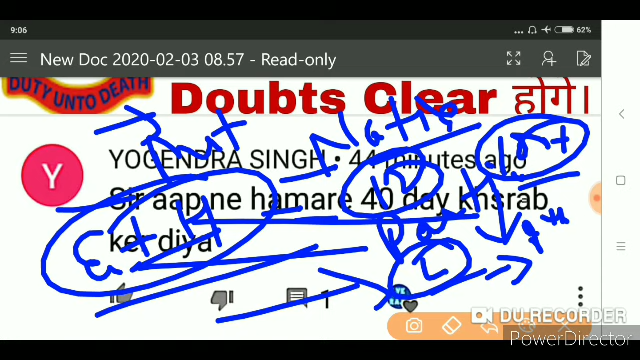 9:06
62%
New Doc 2020-02-03 08.57 - Read-only
DUTY UNTO DEATH
Doubts Clear होंगे।
Y
YOGENDRA SINGH • 44 minutes ago
Sir aap ne hamare 40 day khsrab
ker diya
1
DU RECORDER
PowerDirector